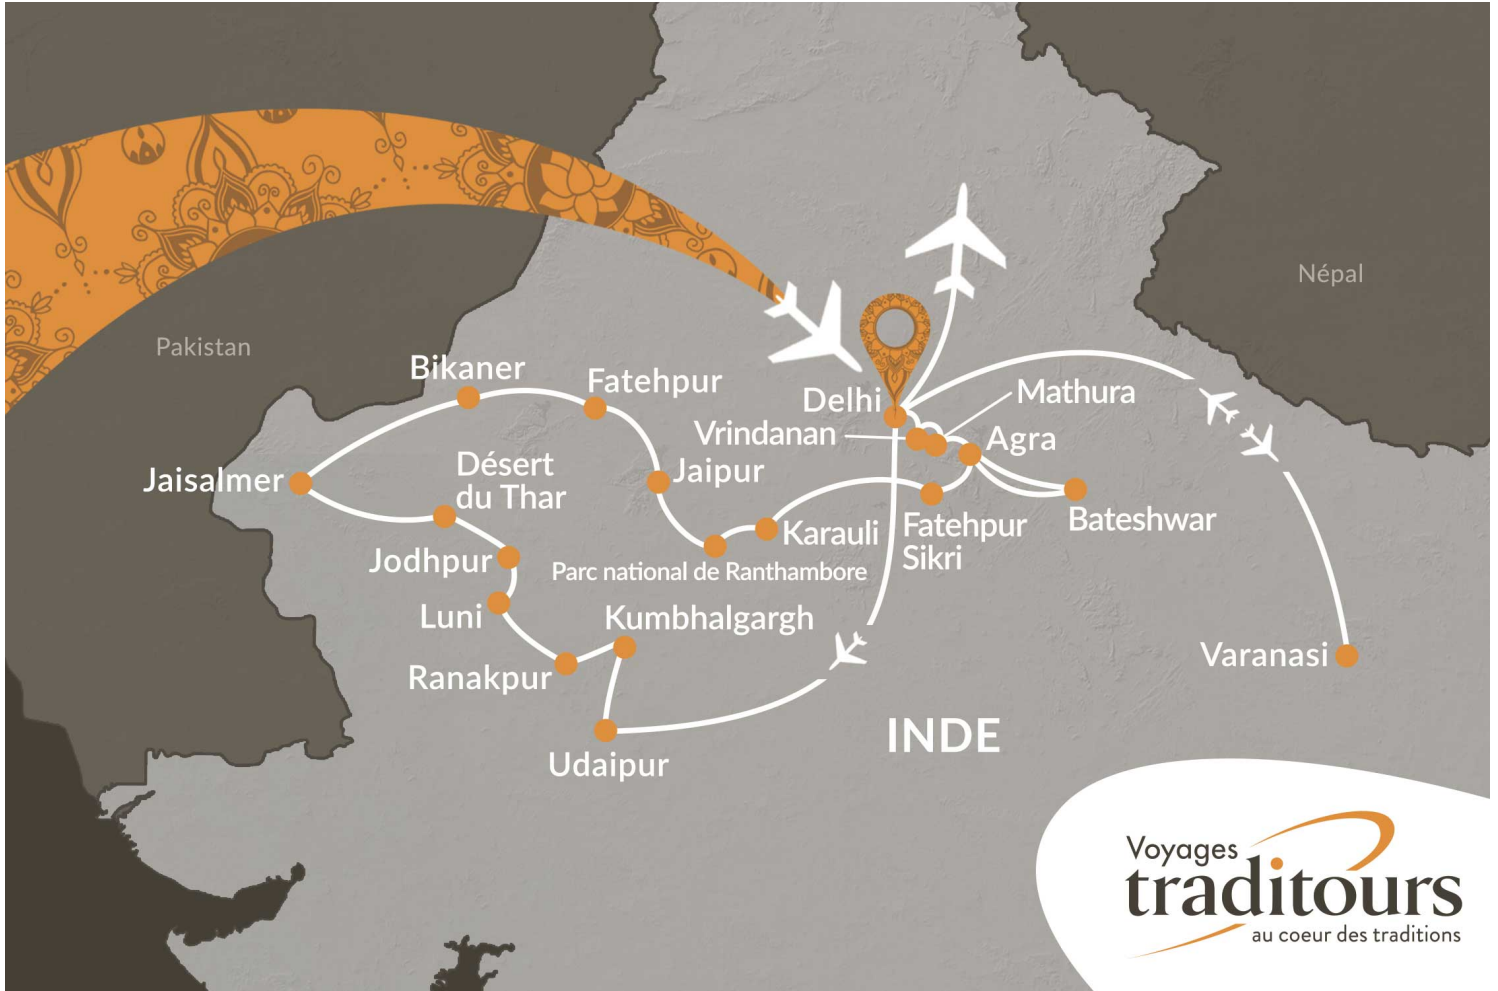 Népal
Pakistan
Bikaner
Fatehpur
Delhi
Mathura
Vrindanan
Agra
Jaisalmer
Désert
du Thar
Jaipur
Bateshwar
Karauli
Fatehpur
Sikri
Jodhpur
Parc national de Ranthambore
Luni
Kumbhalgargh
Ranakpur
Varanasi
Udaipur
INDE
Voyages
traditours
au coeur des traditions